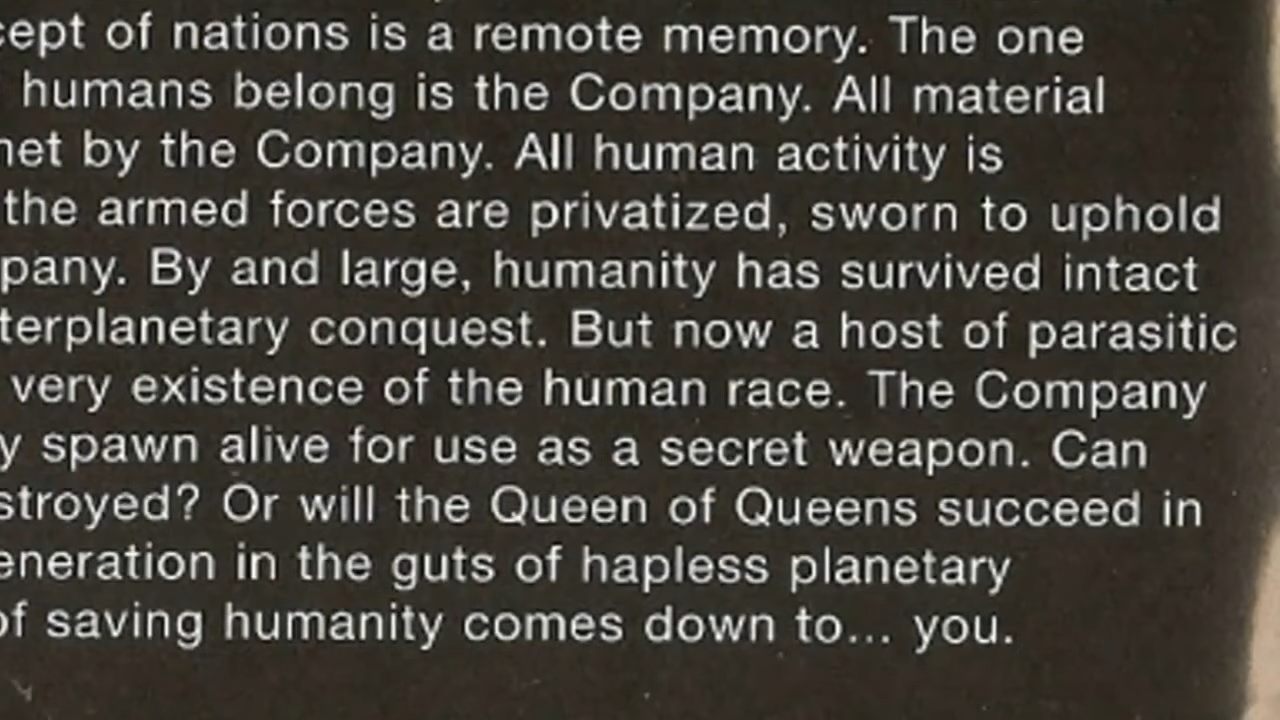 cept of nations is a remote memory. The one
humans belong is the Company. All material
net by the Company. All human activity is
the armed forces are privatized, sworn to uphold
pany. By and large, humanity has survived intact
terplanetary conquest. But now a host of parasitic
very existence of the human race. The Company
y spawn alive for use as a secret weapon. Can
stroyed? Or will the Queen of Queens succeed in
eneration in the guts of hapless planetary
of saving humanity comes down to... you.